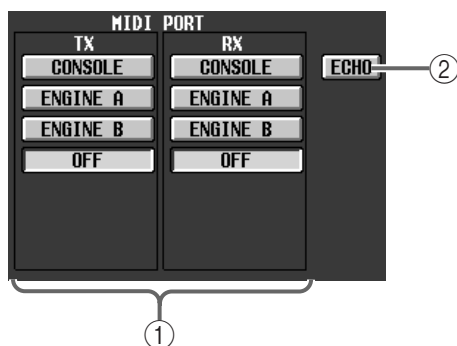 MIDI PORT
TX RX
CONSOLE CONSOLE ECHO ②
ENGINE A ENGINE A
ENGINE B ENGINE B
OFF OFF
①